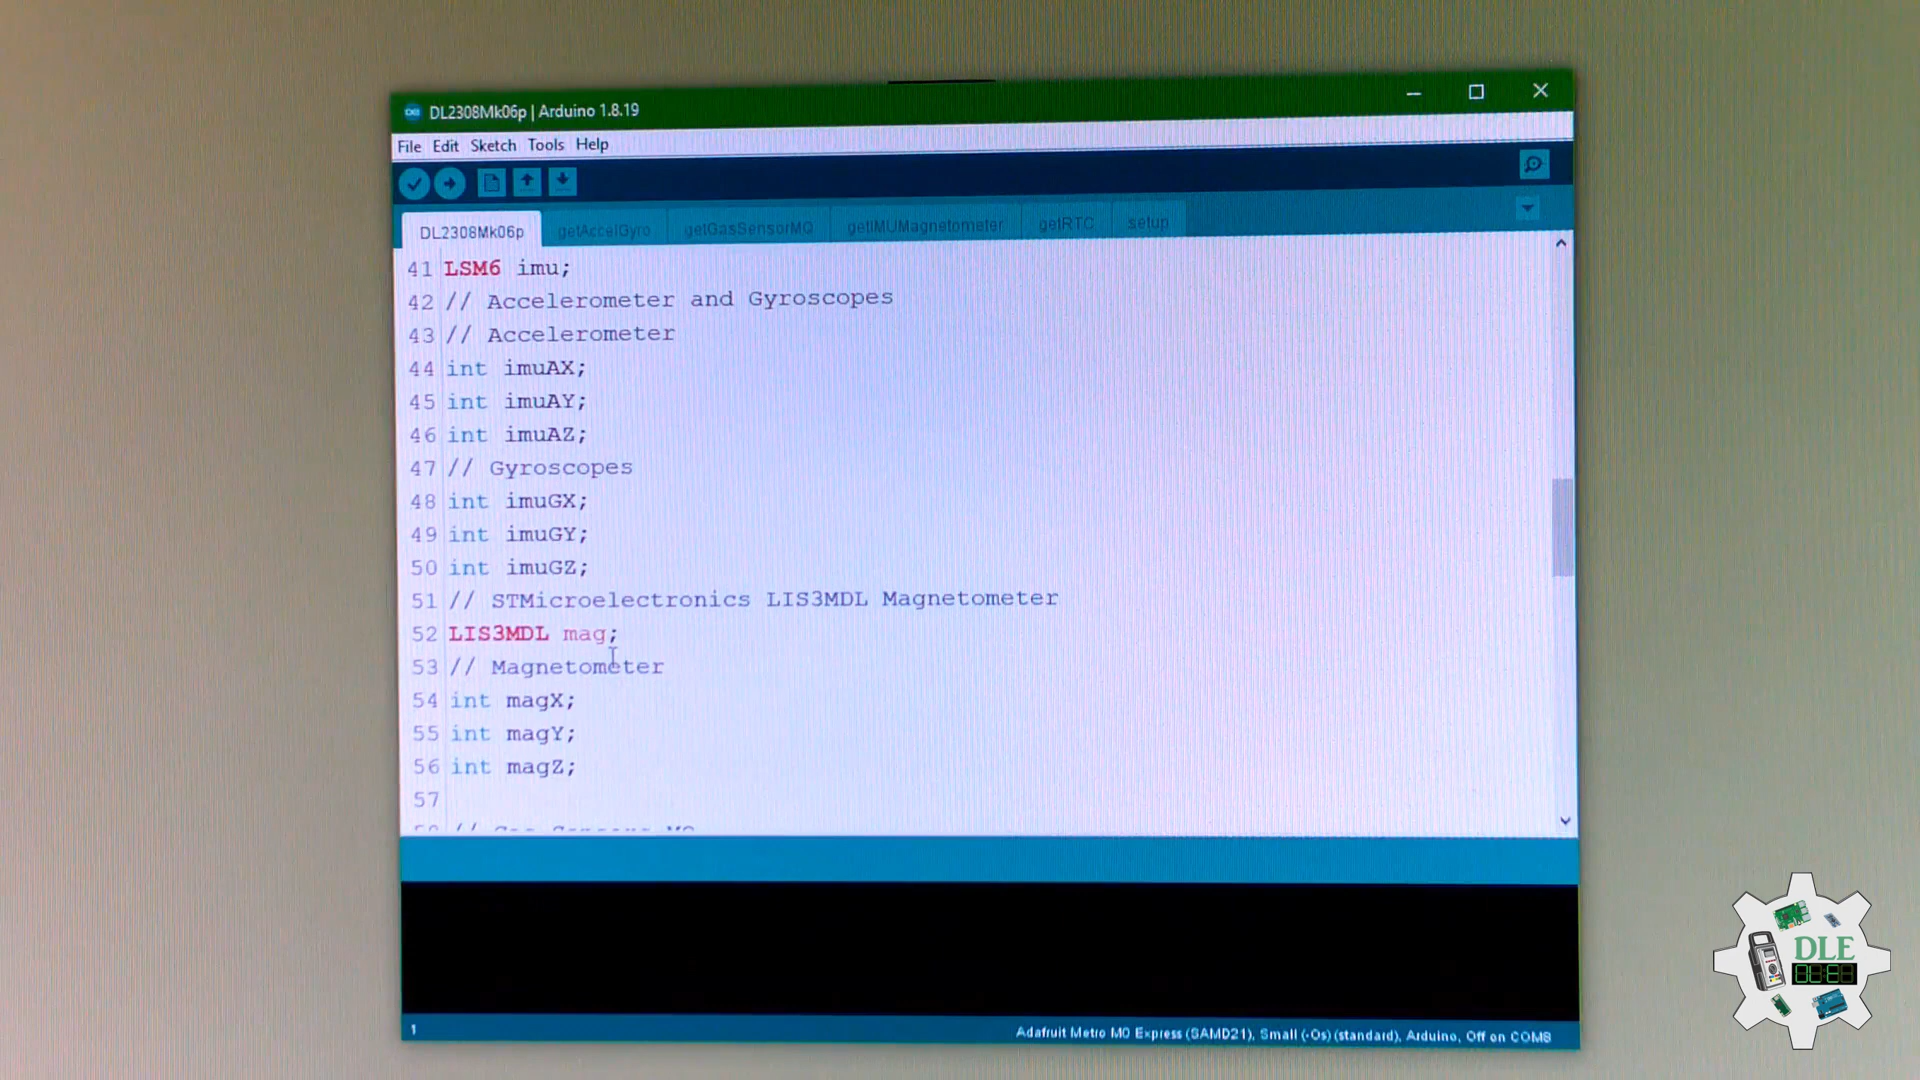 DL2308Mk06p | Arduino 1.8.19
File Edit Sketch Tools Help
DL2308Mk06p getAccelGyro getGasSensorMQ getIMUMagnetometer getRTC setup
41 LSM6 imu;
42 // Accelerometer and Gyroscopes
43 // Accelerometer
44 int imuAX;
45 int imuAY;
46 int imuAZ;
47 // Gyroscopes
48 int imuGX;
49 int imuGY;
50 int imuGZ;
51 // STMicroelectronics LIS3MDL Magnetometer
52 LIS3MDL mag;
53 // Magnetometer
54 int magX;
55 int magY;
56 int magZ;
57
1
Adafruit Metro M0 Express (SAMD21), Small (-Os) (standard), Arduino, Off on COM8
DLE